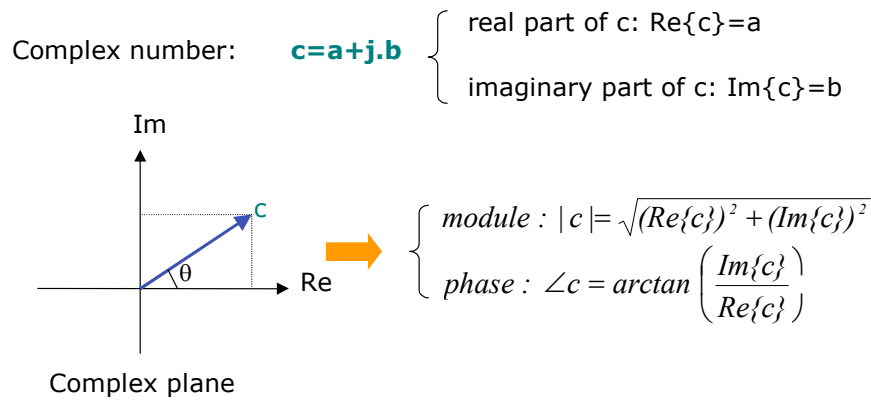 real part of c: Re{c}=a
Complex number: c=a+j.b
imaginary part of c: Im{c}=b
Im
c
θ
Re
module : | c |= √(Re{c})² + (Im{c})²
phase : ∠c = arctan (Im{c} / Re{c})
Complex plane